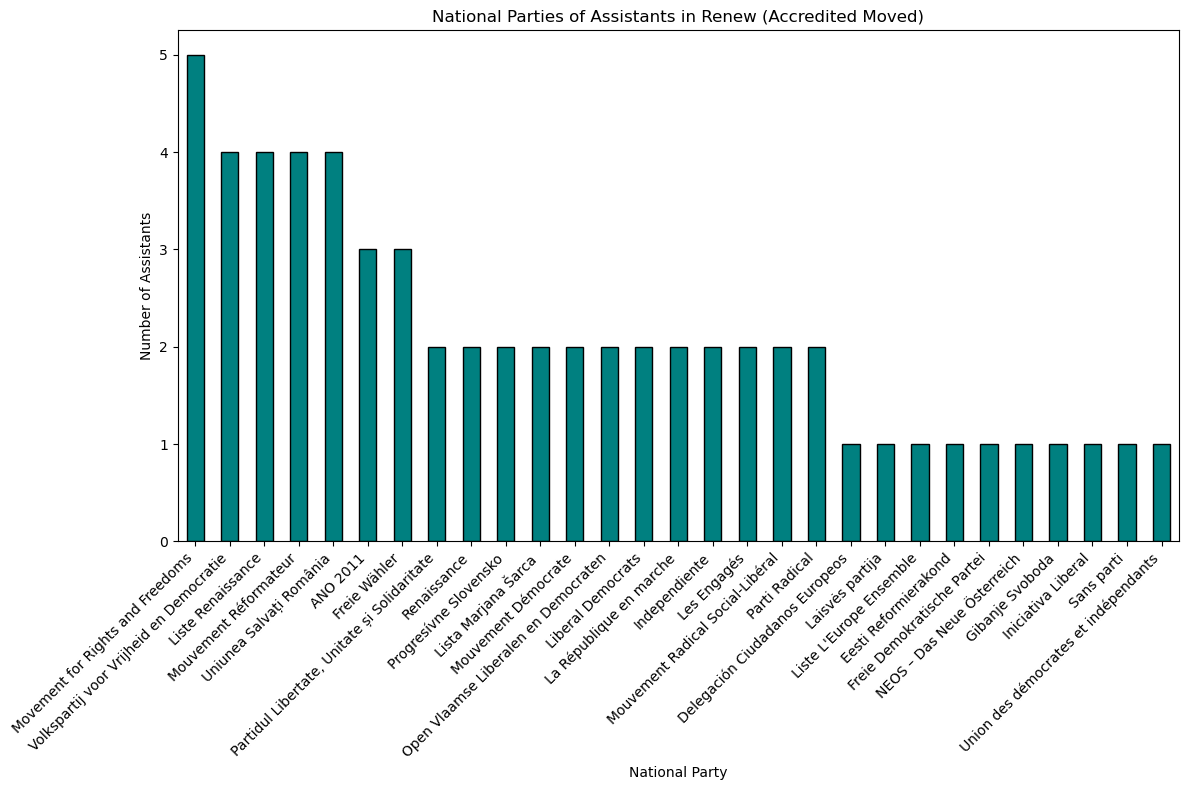 National Parties of Assistants in Renew (Accredited Moved)
Number of Assistants
5
4
3
2
1
0
Movement for Rights and Freedoms
Volkspartij voor Vrijheid en Democratie
Liste Renaissance
Mouvement Réformateur
Uniunea Salvați România
ANO 2011
Freie Wähler
Partidul Libertate, Unitate și Solidaritate
Renaissance
Progresívne Slovensko
Lista Marjana Šarca
Mouvement Démocrate
Open Vlaamse Liberalen en Democraten
Liberal Democrats
La République en marche
Independiente
Les Engagés
Mouvement Radical Social-Libéral
Parti Radical
Delegación Ciudadanos Europeos
Laisvės partija
Liste L'Europe Ensemble
Eesti Reformierakond
Freie Demokratische Partei
NEOS – Das Neue Österreich
Gibanje Svoboda
Iniciativa Liberal
Sans parti
Union des démocrates et indépendants
National Party